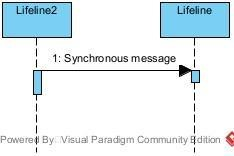 Lifeline2 Lifeline
1: Synchronous message
Powered By Visual Paradigm Community Edition